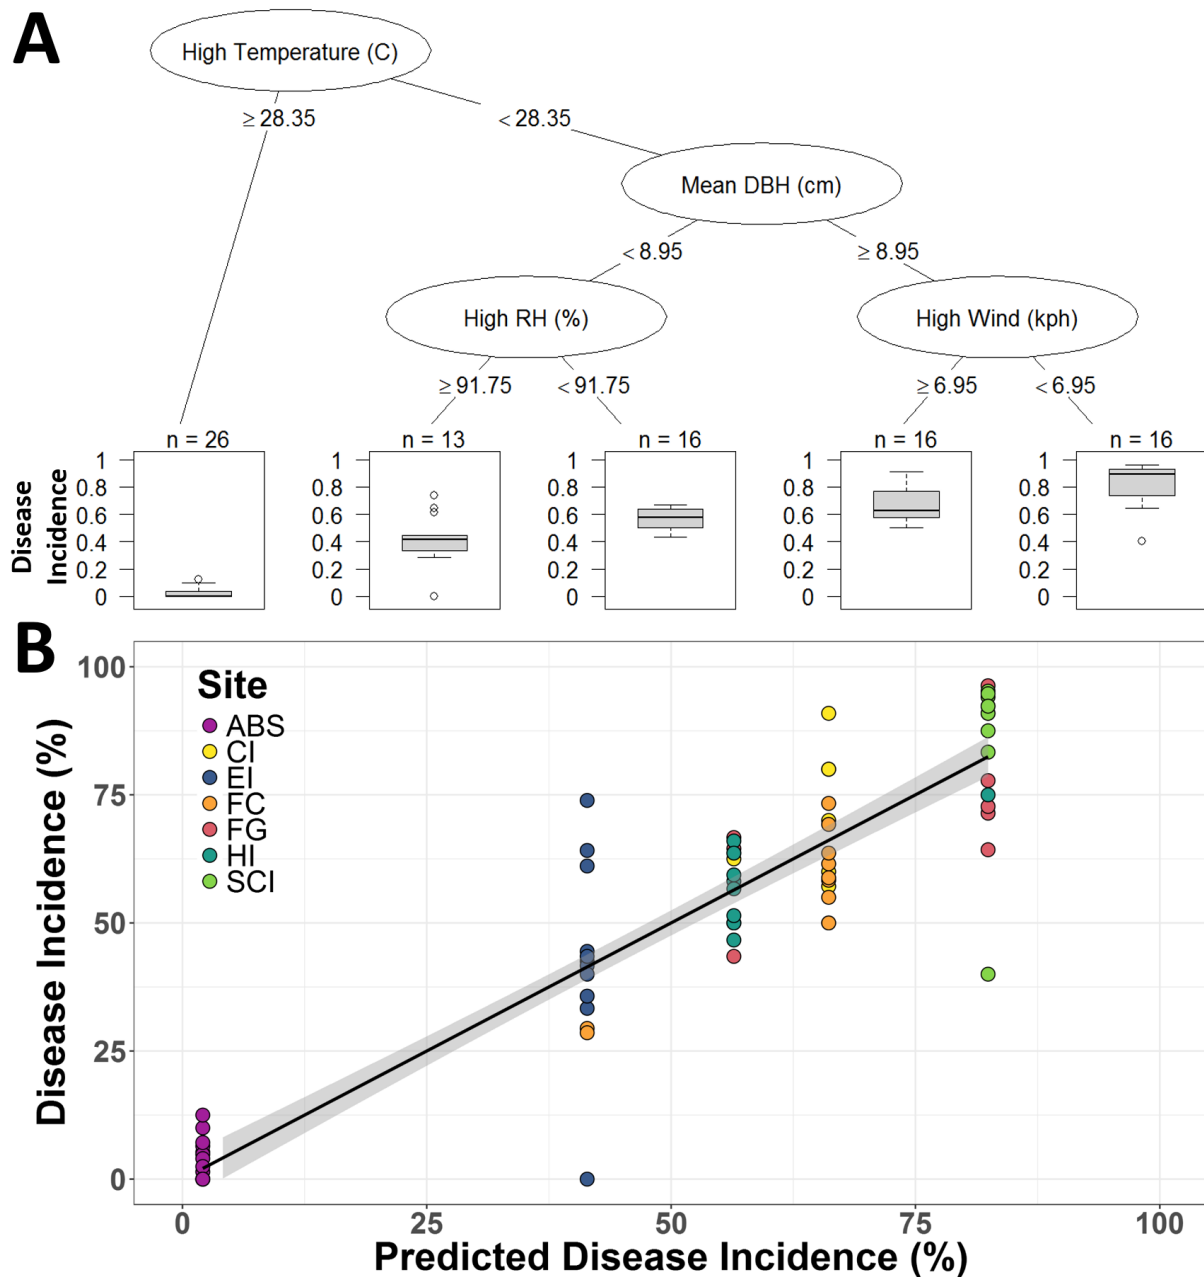 A
High Temperature (C)
≥ 28.35
< 28.35
Mean DBH (cm)
< 8.95
≥ 8.95
High RH (%)
High Wind (kph)
≥ 91.75
< 91.75
≥ 6.95
< 6.95
n = 26
n = 13
n = 16
n = 16
n = 16
Disease
Incidence
1
0.8
0.6
0.4
0.2
0
1
0.8
0.6
0.4
0.2
0
1
0.8
0.6
0.4
0.2
0
1
0.8
0.6
0.4
0.2
0
1
0.8
0.6
0.4
0.2
0
B
Disease Incidence (%)
100
75
50
25
0
Site
ABS
CI
EI
FC
FG
HI
SCI
0
25
50
75
100
Predicted Disease Incidence (%)